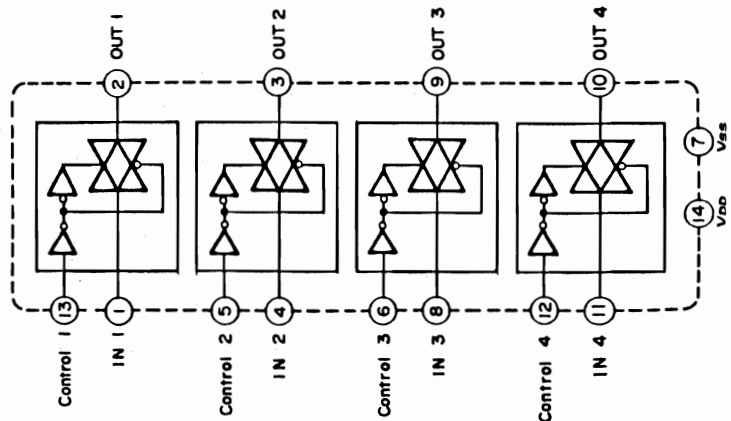 Control 1 13
IN 1 1
2 OUT 1
Control 2 5
IN 2 4
3 OUT 2
Control 3 6
IN 3 8
9 OUT 3
Control 4 12
IN 4 11
10 OUT 4
14 VDD
7 VSS